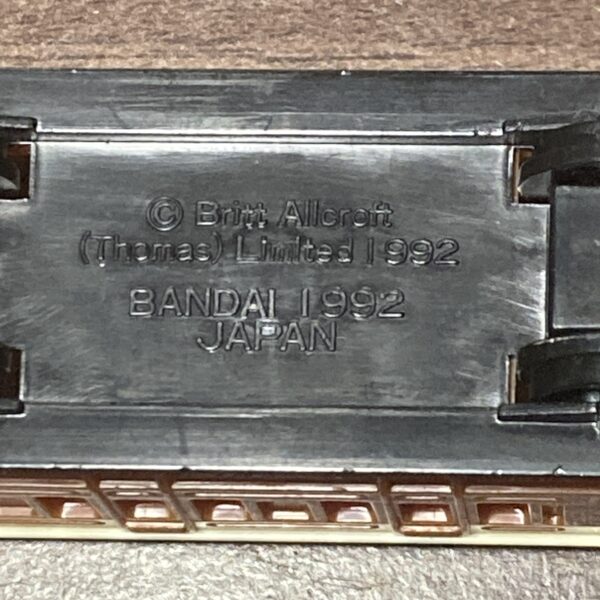 © Britt Allcroft
(Thomas) Limited 1992
BANDAI 1992
JAPAN